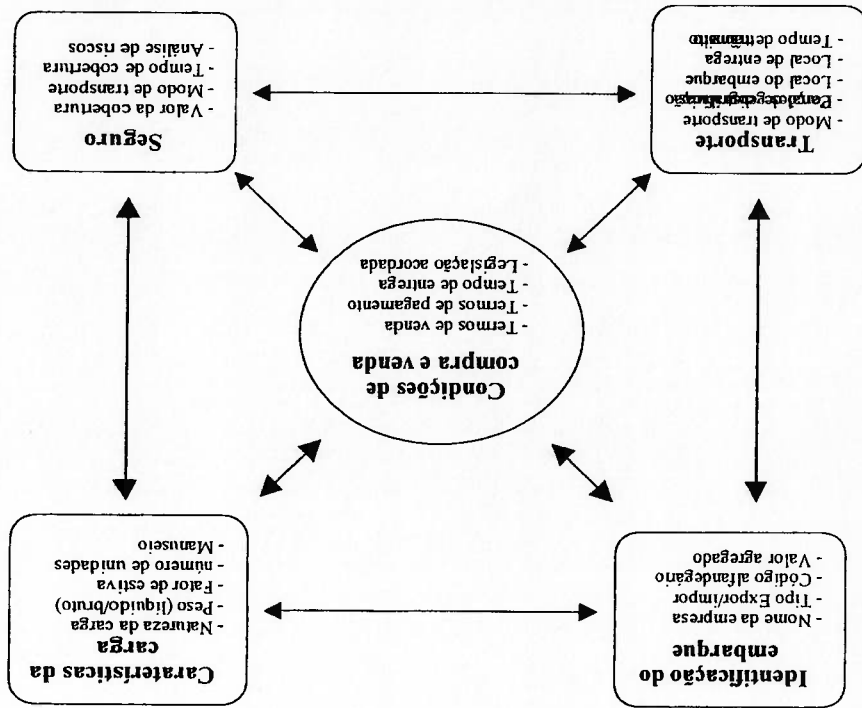 Identificação do
embarque
- Nome da empresa
- Tipo Expor/impor
- Código alfandegário
- Valor agregado
Caraterísticas da
carga
- Natureza da carga
- Peso (líquido/bruto)
- Fator de estiva
- número de unidades
- Manuseio
Condições de
compra e venda
- Termos de venda
- Termos de pagamento
- Tempo de entrega
- Legislação acordada
Transporte
- Modo de transporte
- Local do embarque
- Local de entrega
- Tempo de trânsito
Seguro
- Valor da cobertura
- Modo de transporte
- Tempo de cobertura
- Análise de riscos